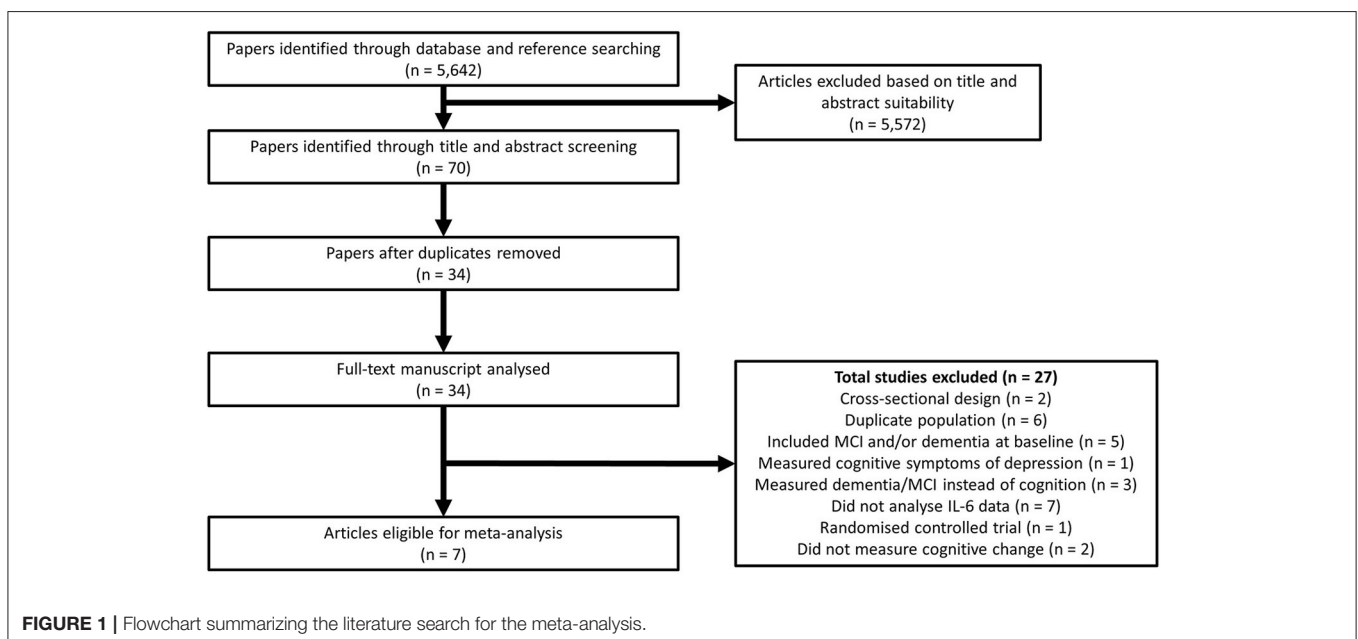 Papers identified through database and reference searching
(n = 5,642)
Articles excluded based on title and
abstract suitability
(n = 5,572)
Papers identified through title and abstract screening
(n = 70)
Papers after duplicates removed
(n = 34)
Full-text manuscript analysed
(n = 34)
Total studies excluded (n = 27)
Cross-sectional design (n = 2)
Duplicate population (n = 6)
Included MCI and/or dementia at baseline (n = 5)
Measured cognitive symptoms of depression (n = 1)
Measured dementia/MCI instead of cognition (n = 3)
Did not analyse IL-6 data (n = 7)
Randomised controlled trial (n = 1)
Did not measure cognitive change (n = 2)
Articles eligible for meta-analysis
(n = 7)
FIGURE 1 | Flowchart summarizing the literature search for the meta-analysis.